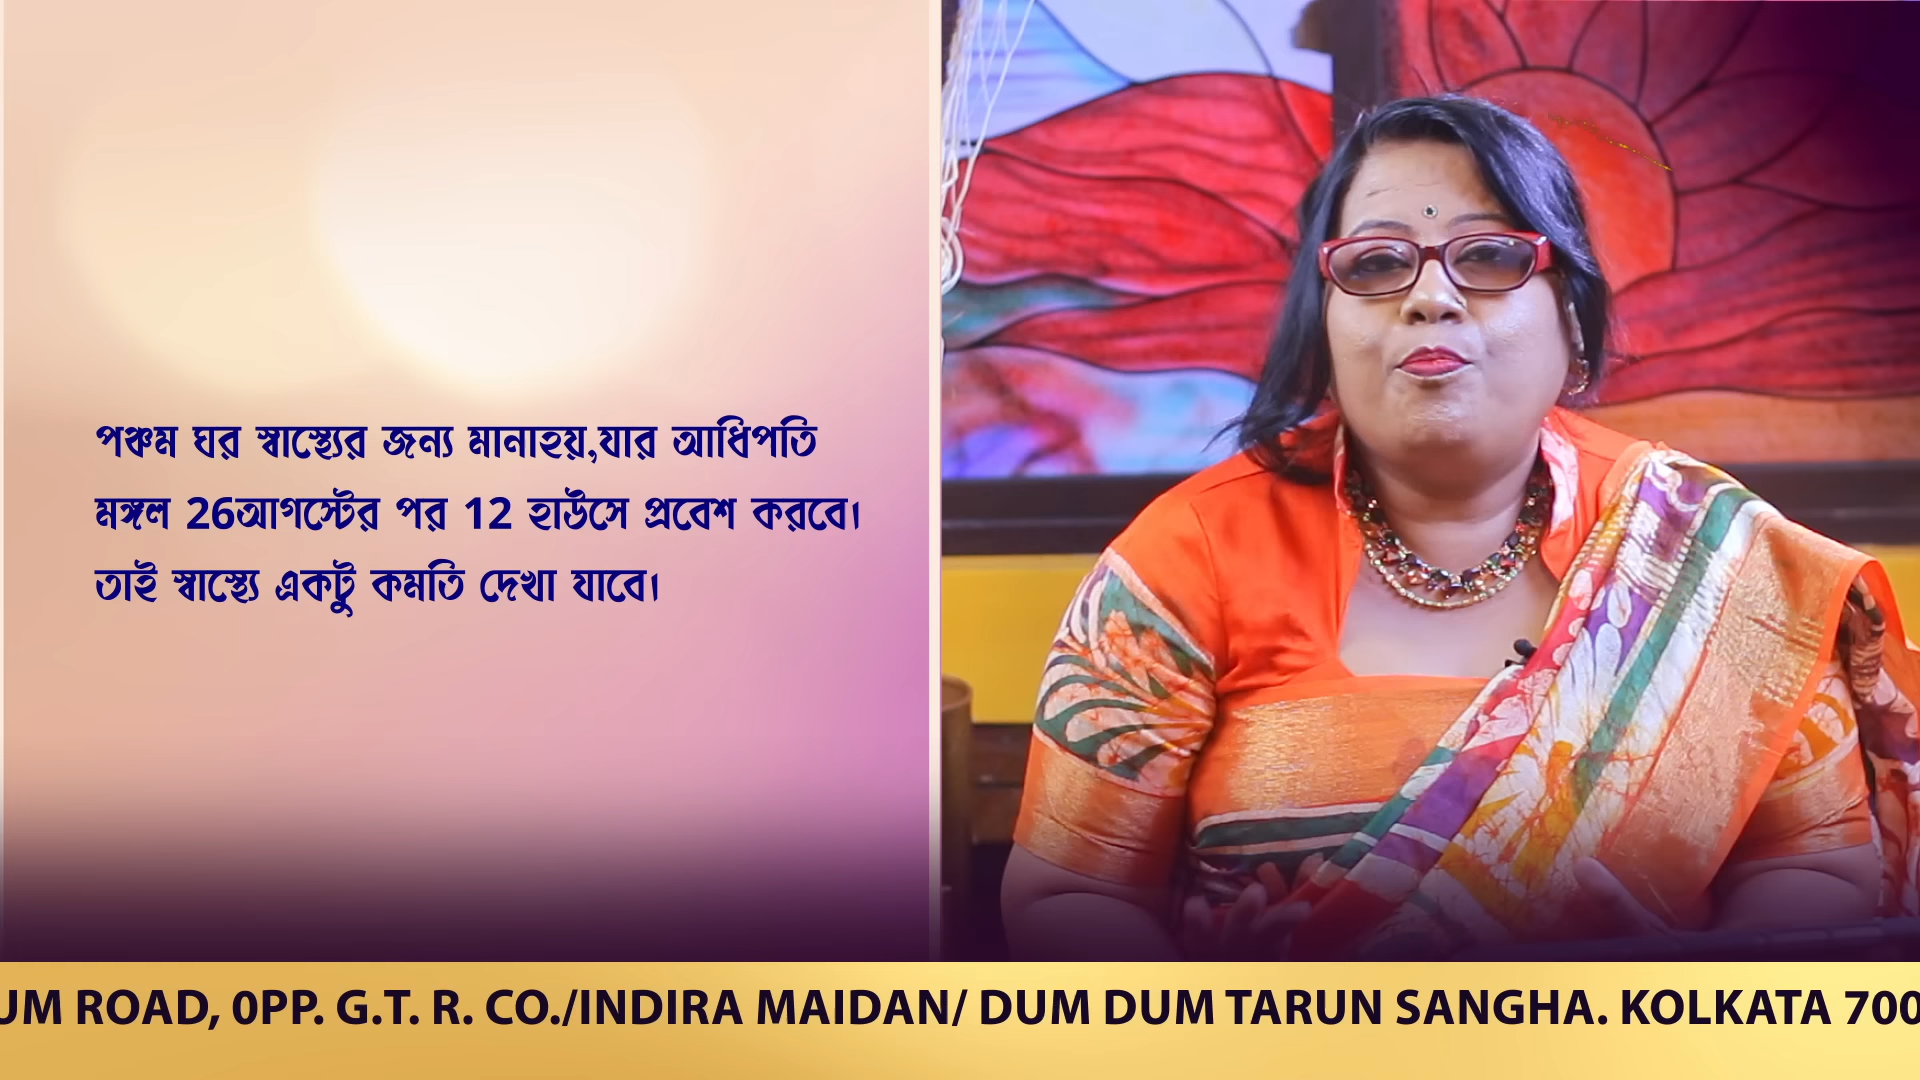 পঞ্চম ঘর স্বাস্থ্যের জন্য মানাহয়,যার আধিপতি
মঙ্গল 26আগস্টের পর 12 হাউসে প্রবেশ করবে।
তাই স্বাস্থ্যে একটু কমতি দেখা যাবে।
UM ROAD, 0PP. G.T. R. CO./INDIRA MAIDAN/ DUM DUM TARUN SANGHA. KOLKATA 700